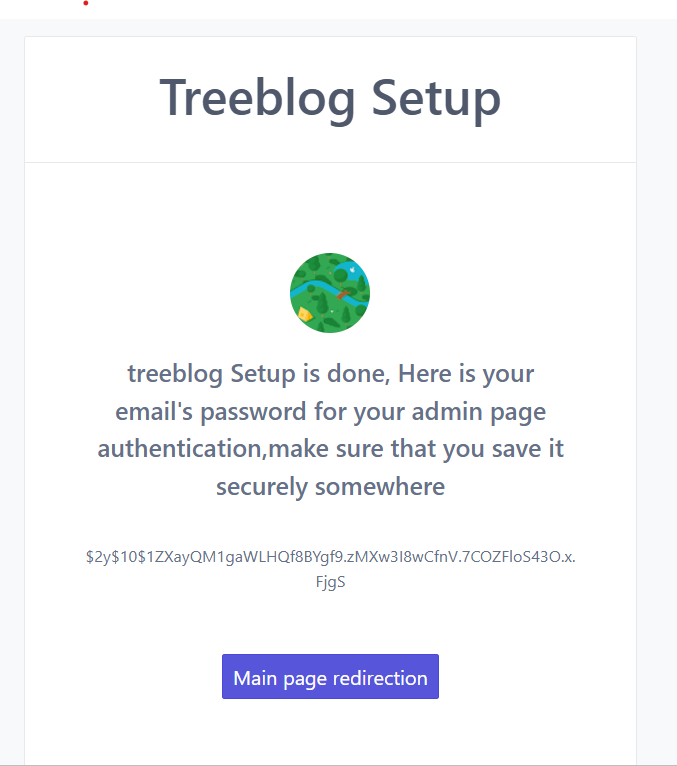 Treeblog Setup
treeblog Setup is done, Here is your
email's password for your admin page
authentication,make sure that you save it
securely somewhere
$2y$10$1ZXayQM1gaWLHQf8BYgf9.zMXw3I8wCfnV.7COZFloS43O.x.
FjgS
Main page redirection